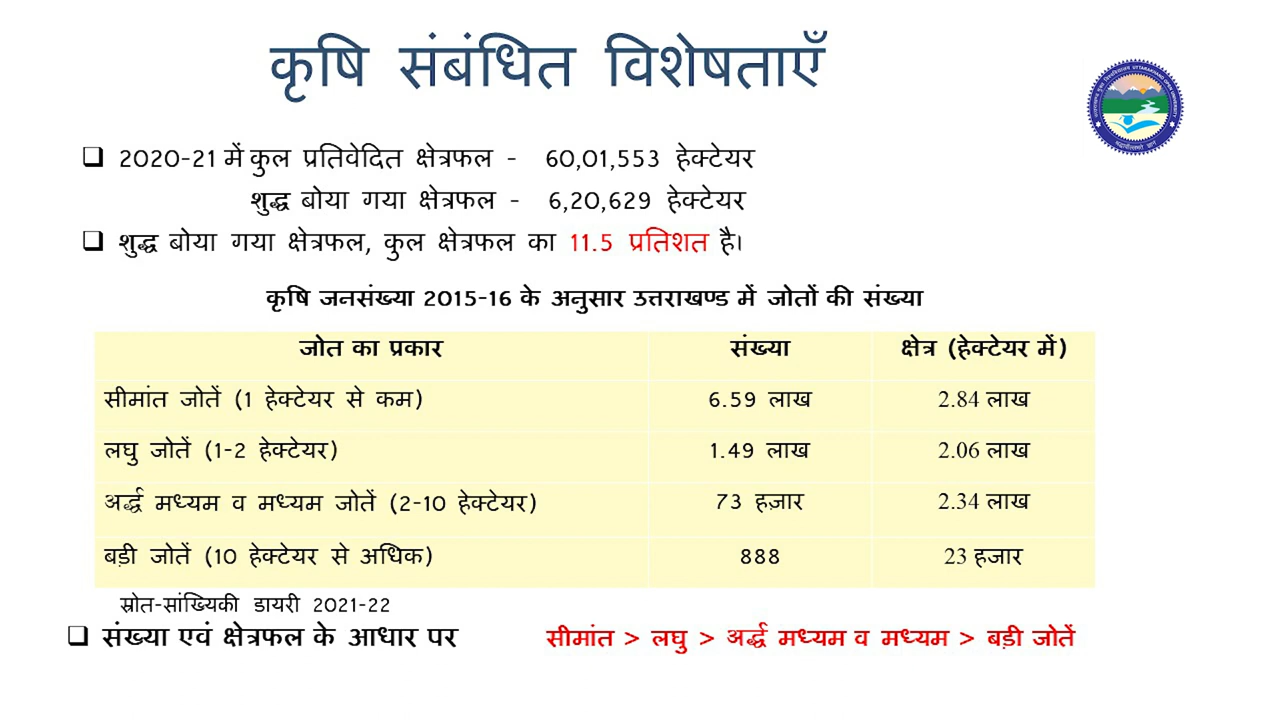 कृषि संबंधित विशेषताएँ
❑ 2020-21 में कुल प्रतिवेदित क्षेत्रफल - 60,01,553 हेक्टेयर
शुद्ध बोया गया क्षेत्रफल - 6,20,629 हेक्टेयर
❑ शुद्ध बोया गया क्षेत्रफल, कुल क्षेत्रफल का 11.5 प्रतिशत है।
कृषि जनसंख्या 2015-16 के अनुसार उत्तराखण्ड में जोतों की संख्या
जोत का प्रकार संख्या क्षेत्र (हेक्टेयर में)
सीमांत जोतें (1 हेक्टेयर से कम) 6.59 लाख 2.84 लाख
लघु जोतें (1-2 हेक्टेयर) 1.49 लाख 2.06 लाख
अर्द्ध मध्यम व मध्यम जोतें (2-10 हेक्टेयर) 73 हज़ार 2.34 लाख
बड़ी जोतें (10 हेक्टेयर से अधिक) 888 23 हजार
स्रोत-सांख्यिकी डायरी 2021-22
❑ संख्या एवं क्षेत्रफल के आधार पर सीमांत > लघु > अर्द्ध मध्यम व मध्यम > बड़ी जोतें